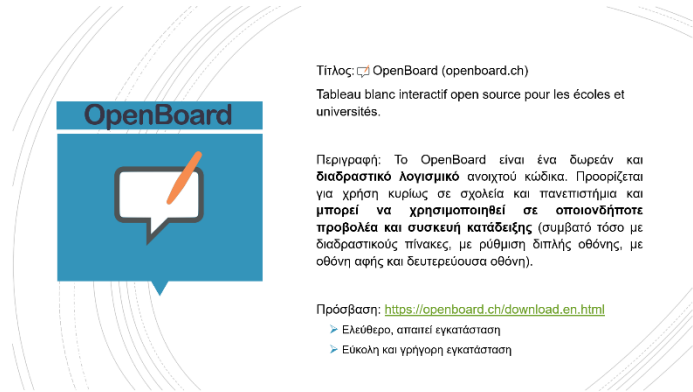 OpenBoard
Τίτλος: OpenBoard (openboard.ch)
Tableau blanc interactif open source pour les écoles et
universités.
Περιγραφή: Το OpenBoard είναι ένα δωρεάν και
διαδραστικό λογισμικό ανοιχτού κώδικα. Προορίζεται
για χρήση κυρίως σε σχολεία και πανεπιστήμια και
μπορεί να χρησιμοποιηθεί σε οποιονδήποτε
προβολέα και συσκευή κατάδειξης (συμβατό τόσο με
διαδραστικούς πίνακες, με ρύθμιση διπλής οθόνης, με
οθόνη αφής και δευτερεύουσα οθόνη).
Πρόσβαση: https://openboard.ch/download.en.html
Ελεύθερο, απαιτεί εγκατάσταση
Εύκολη και γρήγορη εγκατάσταση